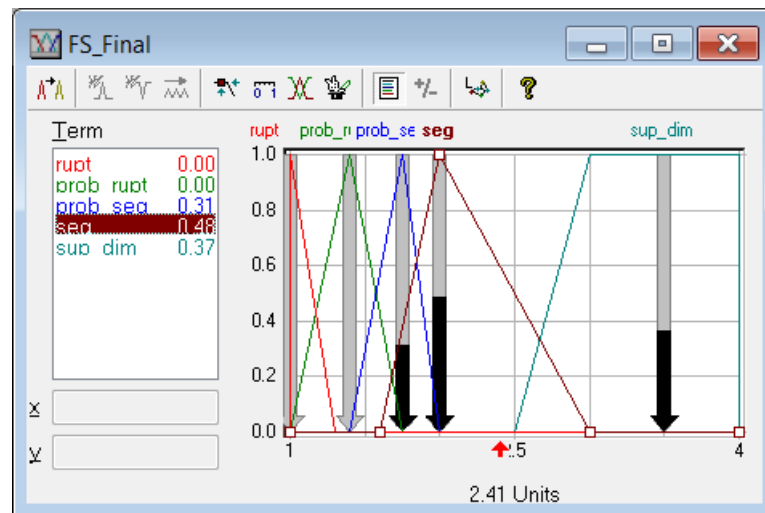 FS_Final
Term
rupt 0.00
prob_rupt 0.00
prob_seg 0.31
seg 0.48
sup_dim 0.37
x
y
rupt prob_r prob_se seg sup_dim
1.0
0.8
0.6
0.4
0.2
0.0
1 2.5 4
2.41 Units